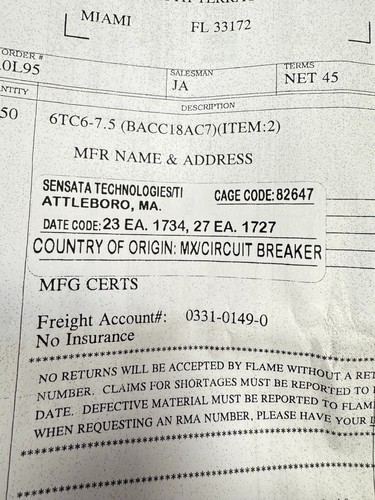 MIAMI FL 33172
ORDER #
0L95
SALESMAN
JA
TERMS
NET 45
NTITY
DESCRIPTION
50
6TC6-7.5 (BACC18AC7)(ITEM:2)
MFR NAME & ADDRESS
SENSATA TECHNOLOGIES/TI CAGE CODE: 82647
ATTLEBORO, MA.
DATE CODE: 23 EA. 1734, 27 EA. 1727
COUNTRY OF ORIGIN: MX/CIRCUIT BREAKER
MFG CERTS
Freight Account#: 0331-0149-0
No Insurance
****************************************
NO RETURNS WILL BE ACCEPTED BY FLAME WITHOUT A RET
NUMBER. CLAIMS FOR SHORTAGES MUST BE REPORTED TO
DATE. DEFECTIVE MATERIAL MUST BE REPORTED TO FLAM
WHEN REQUESTING AN RMA NUMBER, PLEASE HAVE YOUR
****************************************
****************************************